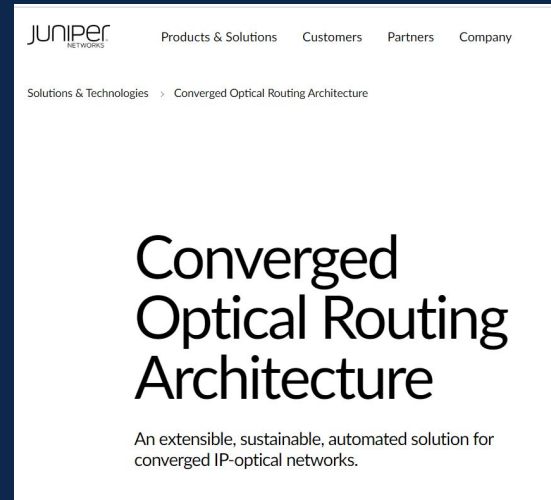 JUNIPER
NETWORKS
Products & Solutions Customers Partners Company
Solutions & Technologies > Converged Optical Routing Architecture
Converged
Optical Routing
Architecture
An extensible, sustainable, automated solution for
converged IP-optical networks.